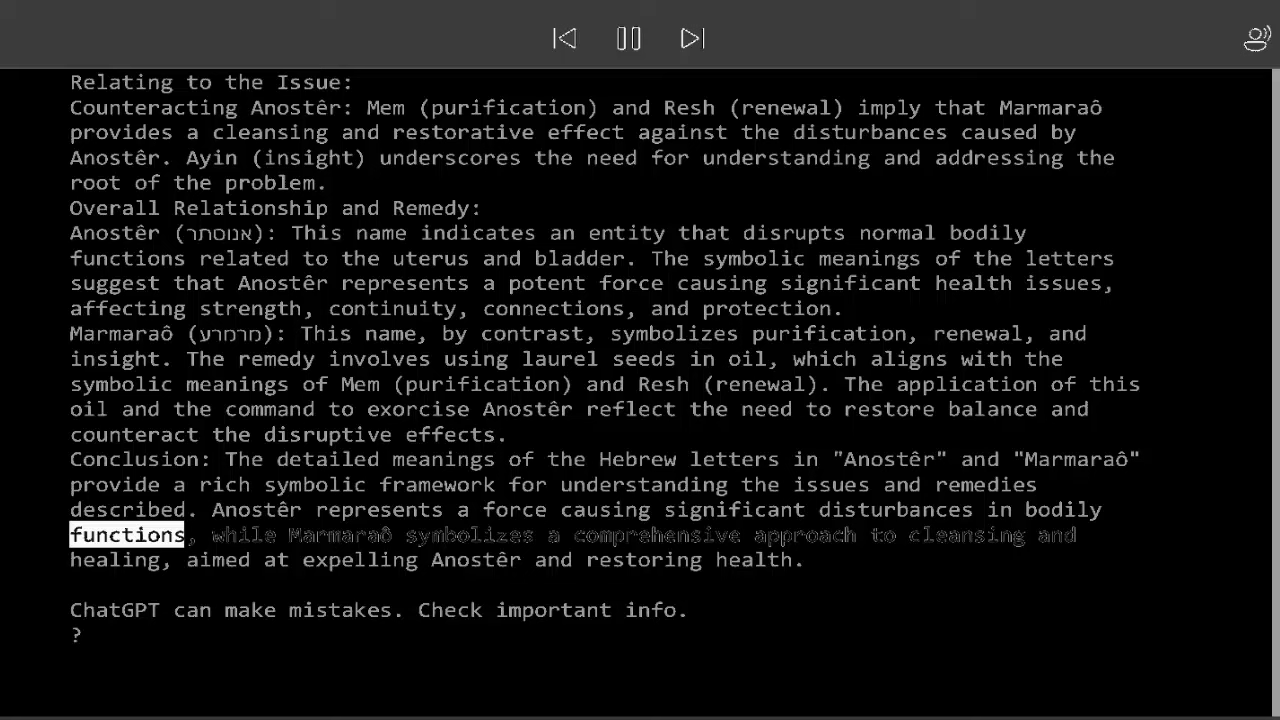 Relating to the Issue:
Counteracting Anostêr: Mem (purification) and Resh (renewal) imply that Marmaraô
provides a cleansing and restorative effect against the disturbances caused by
Anostêr. Ayin (insight) underscores the need for understanding and addressing the
root of the problem.
Overall Relationship and Remedy:
Anostêr (אנוסתר): This name indicates an entity that disrupts normal bodily
functions related to the uterus and bladder. The symbolic meanings of the letters
suggest that Anostêr represents a potent force causing significant health issues,
affecting strength, continuity, connections, and protection.
Marmaraô (מרמרע): This name, by contrast, symbolizes purification, renewal, and
insight. The remedy involves using laurel seeds in oil, which aligns with the
symbolic meanings of Mem (purification) and Resh (renewal). The application of this
oil and the command to exorcise Anostêr reflect the need to restore balance and
counteract the disruptive effects.
Conclusion: The detailed meanings of the Hebrew letters in "Anostêr" and "Marmaraô"
provide a rich symbolic framework for understanding the issues and remedies
described. Anostêr represents a force causing significant disturbances in bodily
functions, while Marmaraô symbolizes a comprehensive approach to cleansing and
healing, aimed at expelling Anostêr and restoring health.
ChatGPT can make mistakes. Check important info.
?